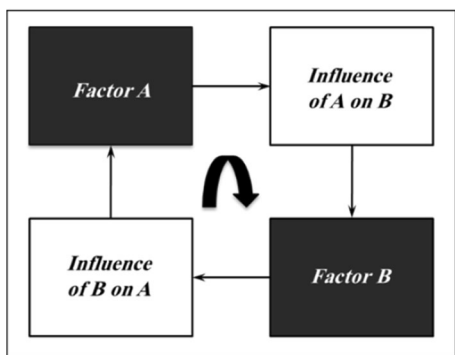 Factor A
Influence
of A on B
Influence
of B on A
Factor B